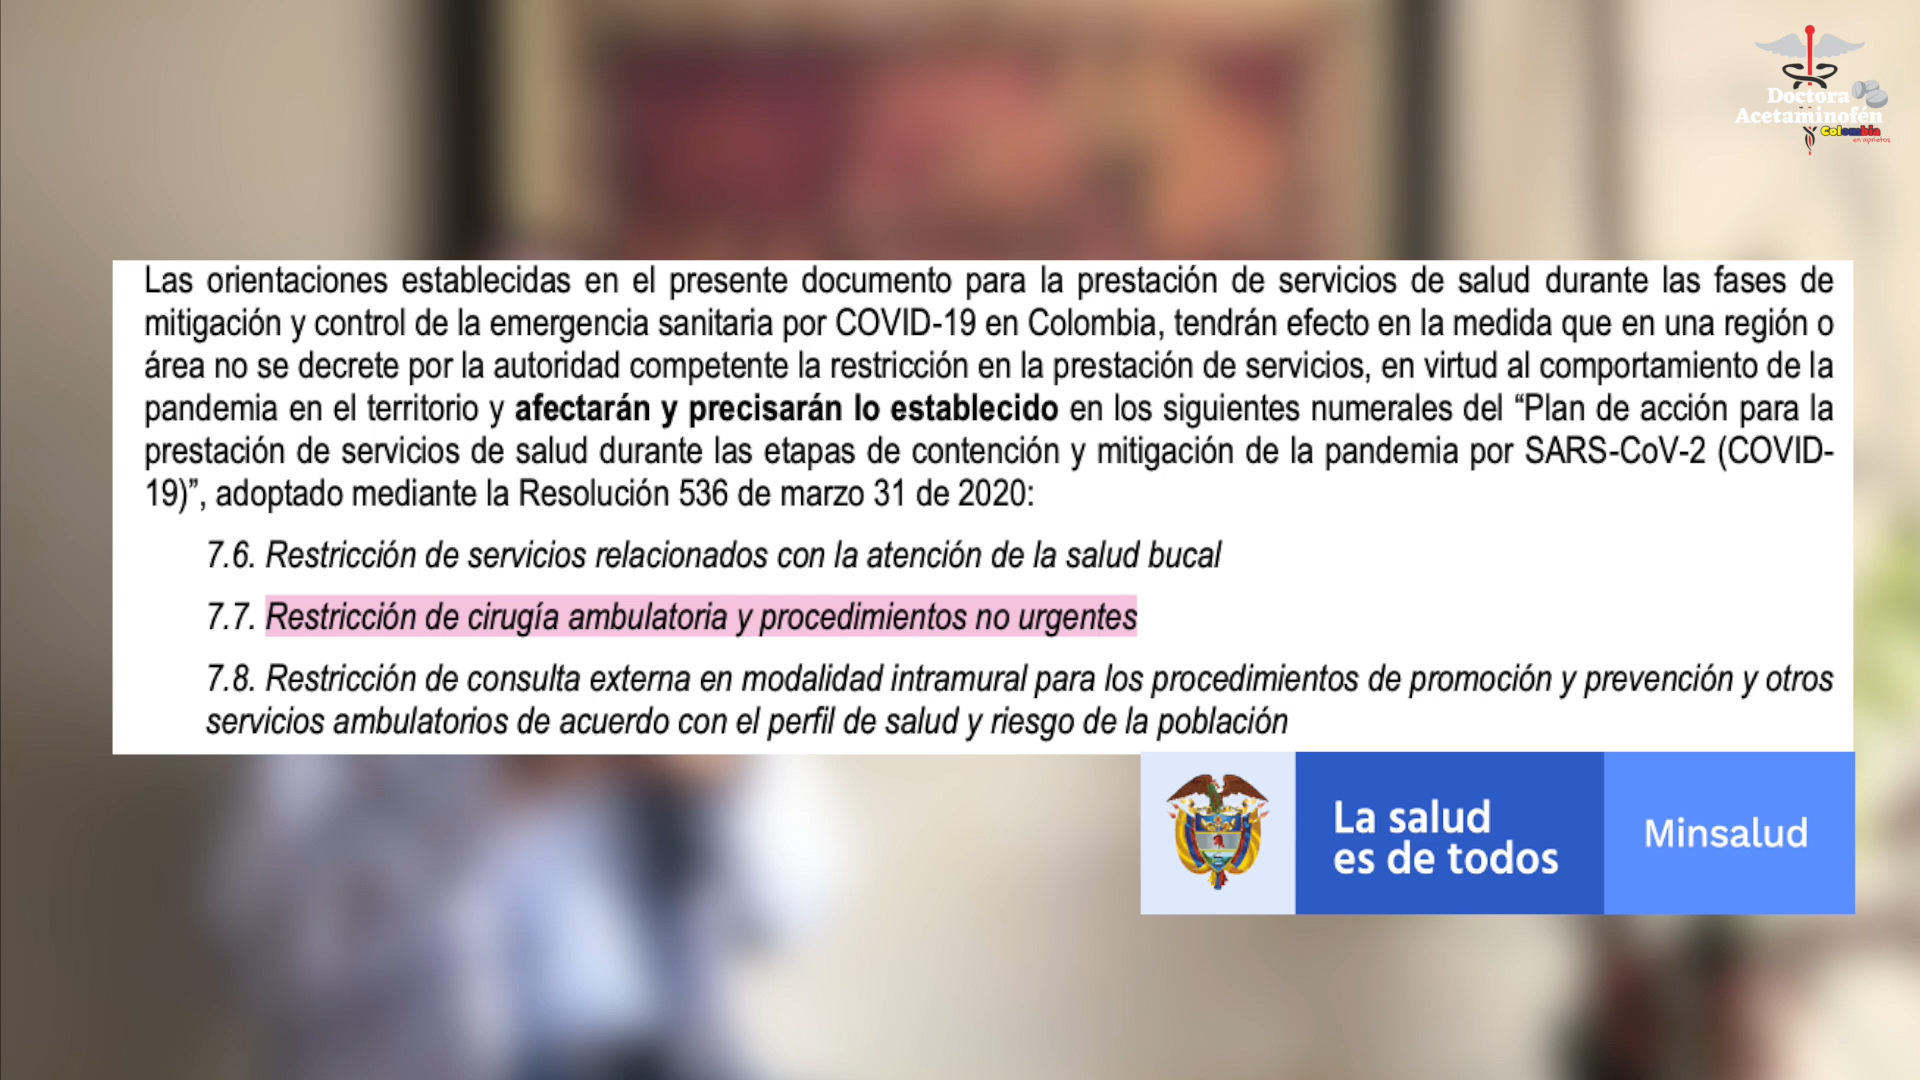 Doctora
Acetaminofén
Colombia
en aprietos
Las orientaciones establecidas en el presente documento para la prestación de servicios de salud durante las fases de
mitigación y control de la emergencia sanitaria por COVID-19 en Colombia, tendrán efecto en la medida que en una región o
área no se decrete por la autoridad competente la restricción en la prestación de servicios, en virtud al comportamiento de la
pandemia en el territorio y afectarán y precisarán lo establecido en los siguientes numerales del “Plan de acción para la
prestación de servicios de salud durante las etapas de contención y mitigación de la pandemia por SARS-CoV-2 (COVID-
19)”, adoptado mediante la Resolución 536 de marzo 31 de 2020:
7.6. Restricción de servicios relacionados con la atención de la salud bucal
7.7. Restricción de cirugía ambulatoria y procedimientos no urgentes
7.8. Restricción de consulta externa en modalidad intramural para los procedimientos de promoción y prevención y otros
servicios ambulatorios de acuerdo con el perfil de salud y riesgo de la población
La salud
es de todos
Minsalud